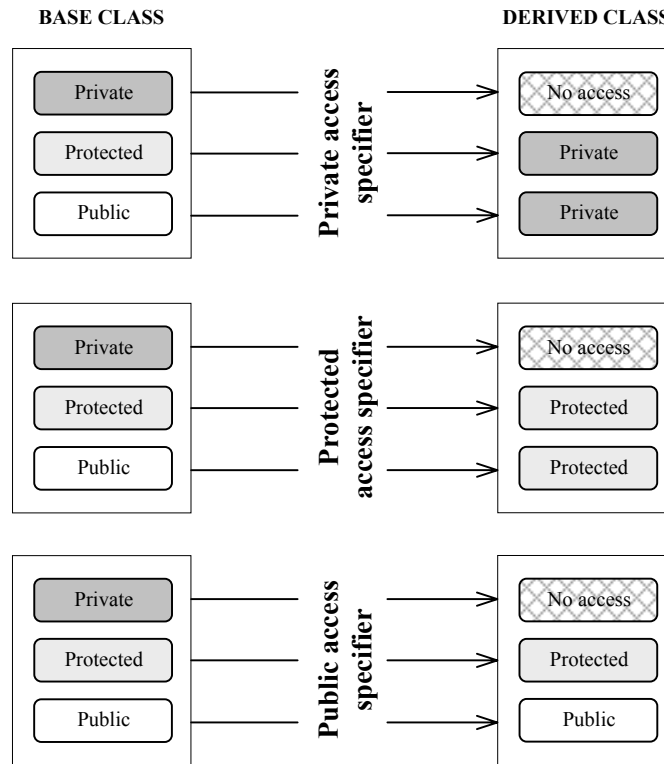 BASE CLASS
DERIVED CLASS
Private
Protected
Public
Private access
specifier
No access
Private
Private
Private
Protected
Public
Protected
access specifier
No access
Protected
Protected
Private
Protected
Public
Public access
specifier
No access
Protected
Public